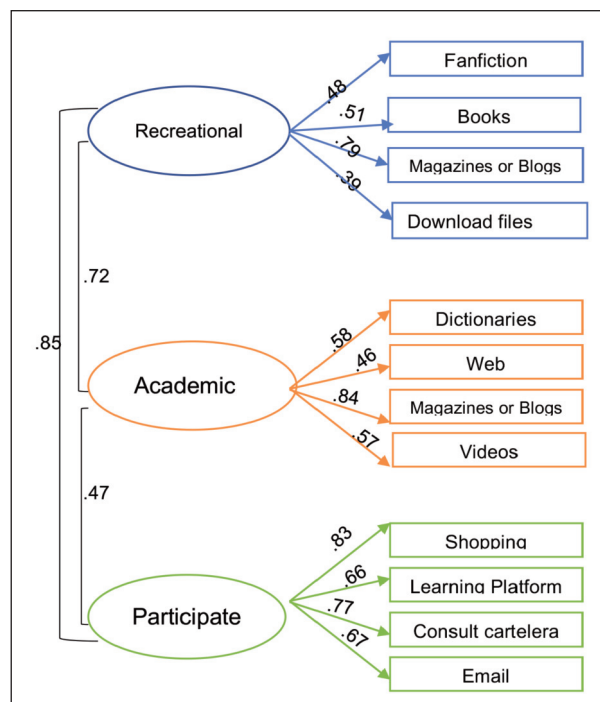 Fanfiction
.48
.51
Books
Recreational
.79
Magazines or Blogs
.39
Download files
.72
.85
Dictionaries
.58
.46
Web
Academic
.84
Magazines or Blogs
.57
Videos
.47
.83
Shopping
.66
Learning Platform
Participate
.77
Consult cartelera
.67
Email